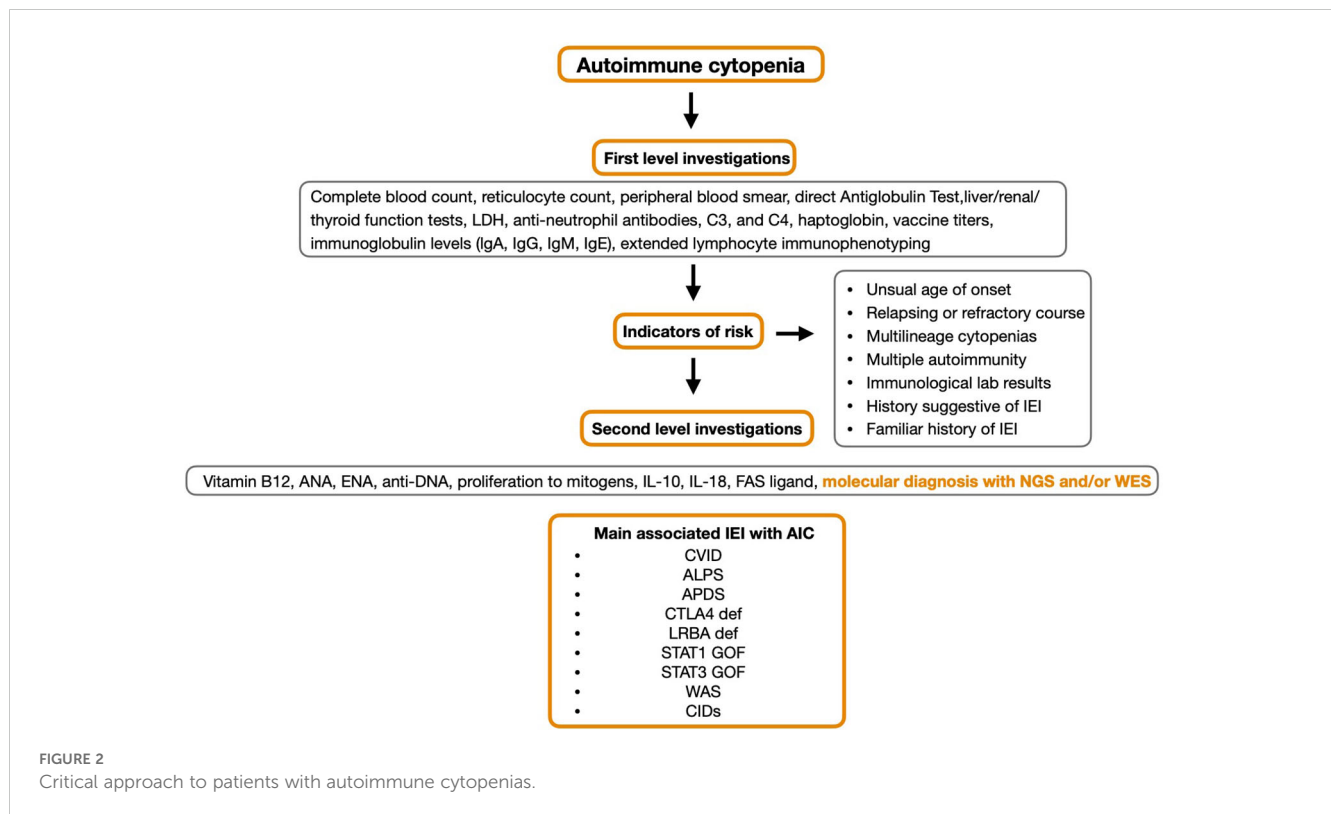 Autoimmune cytopenia
First level investigations
Complete blood count, reticulocyte count, peripheral blood smear, direct Antiglobulin Test,liver/renal/
thyroid function tests, LDH, anti-neutrophil antibodies, C3, and C4, haptoglobin, vaccine titers,
immunoglobulin levels (IgA, IgG, IgM, IgE), extended lymphocyte immunophenotyping
Indicators of risk
• Unsual age of onset
• Relapsing or refractory course
• Multilineage cytopenias
• Multiple autoimmunity
• Immunological lab results
• History suggestive of IEI
• Familiar history of IEI
Second level investigations
Vitamin B12, ANA, ENA, anti-DNA, proliferation to mitogens, IL-10, IL-18, FAS ligand, molecular diagnosis with NGS and/or WES
Main associated IEI with AIC
• CVID
• ALPS
• APDS
• CTLA4 def
• LRBA def
• STAT1 GOF
• STAT3 GOF
• WAS
• CIDs
FIGURE 2
Critical approach to patients with autoimmune cytopenias.